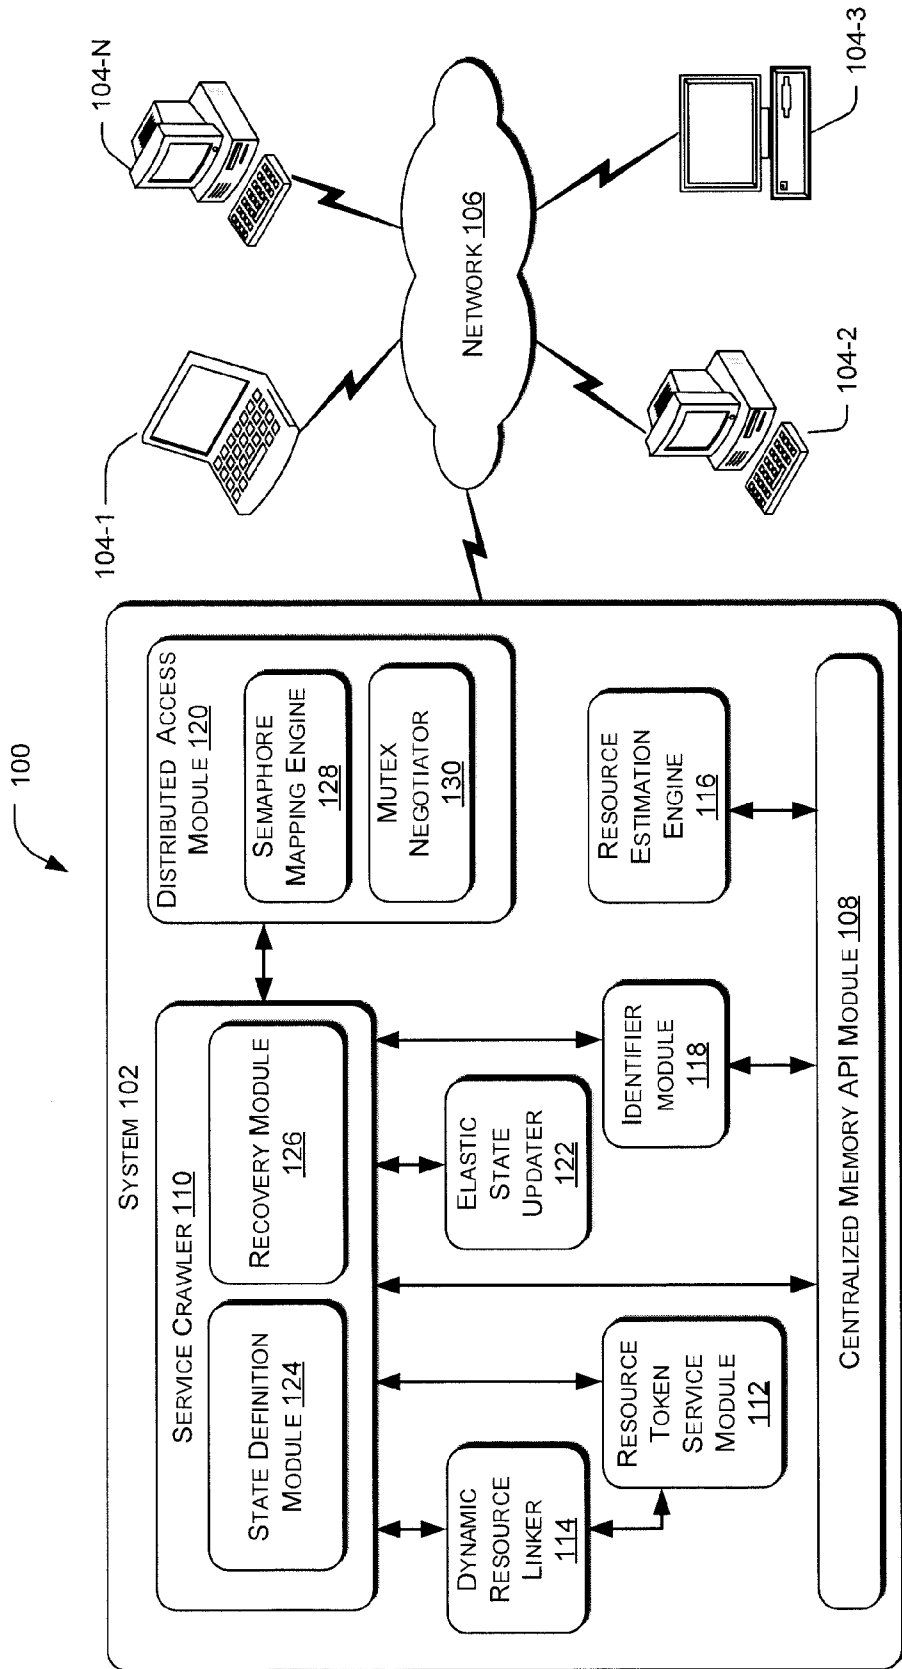 100
SYSTEM 102
SERVICE CRAWLER 110
STATE DEFINITION
MODULE 124
RECOVERY MODULE
126
DISTRIBUTED ACCESS
MODULE 120
SEMAPHORE
MAPPING ENGINE
128
MUTEX
NEGOTIATOR
130
DYNAMIC
RESOURCE
LINKER
114
ELASTIC
STATE
UPDATER
122
RESOURCE
TOKEN
SERVICE
MODULE
112
IDENTIFIER
MODULE
118
RESOURCE
ESTIMATION
ENGINE
116
CENTRALIZED MEMORY API MODULE 108
104-1
104-N
NETWORK 106
104-2
104-3